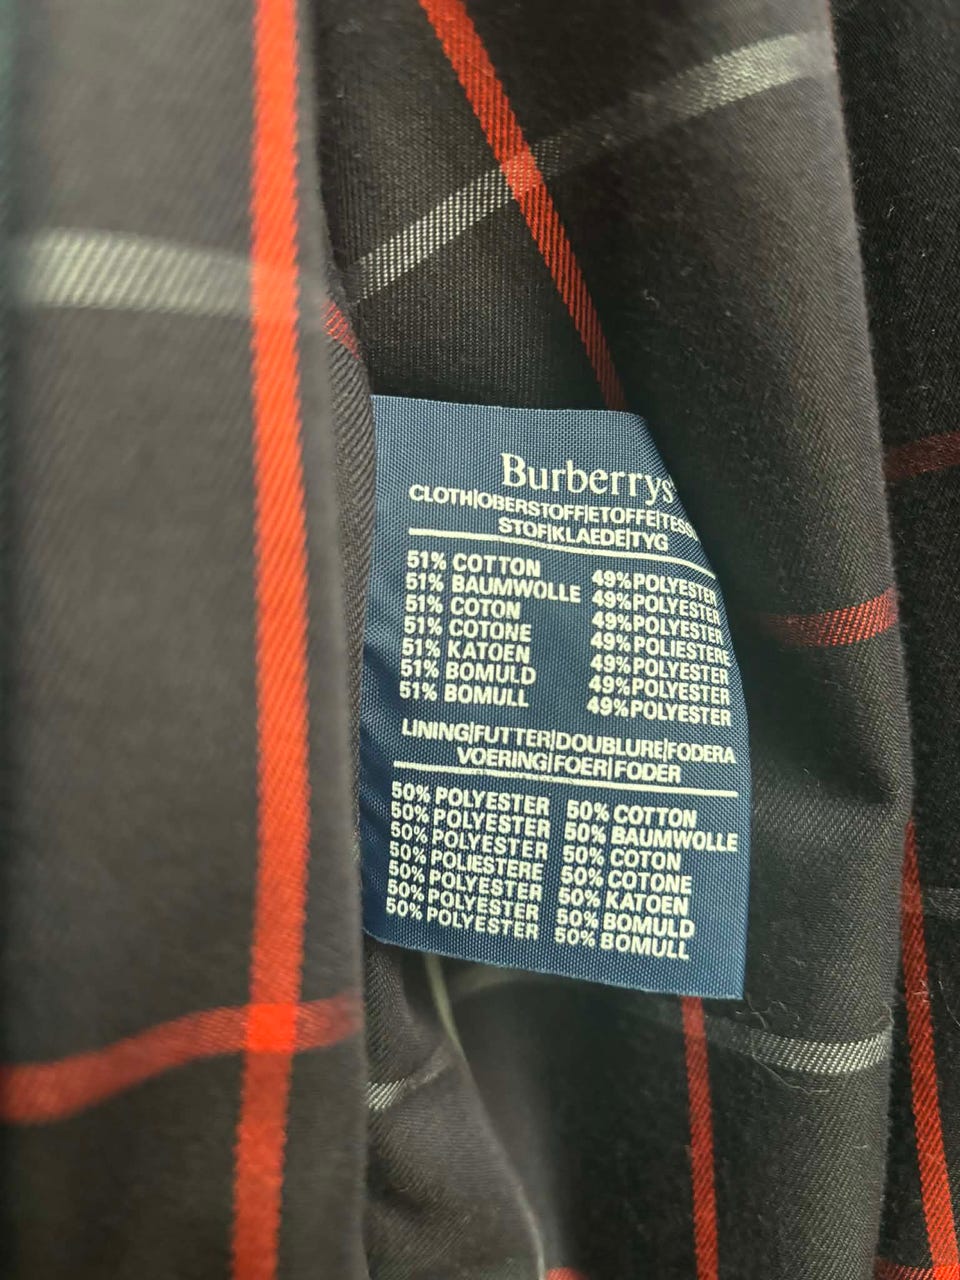 Burberrys
CLOTH|OBERSTOFF|ETOFFE|TESSU
STOF|KLAEDE|TYG
51% COTTON 49% POLYESTER
51% BAUMWOLLE 49% POLYESTER
51% COTON 49% POLYESTER
51% COTONE 49% POLIESTERE
51% KATOEN 49% POLYESTER
51% BOMULD 49% POLYESTER
51% BOMULL 49% POLYESTER
LINING|FUTTER|DOUBLURE|FODERA
VOERING|FOER|FODER
50% POLYESTER 50% COTTON
50% POLYESTER 50% BAUMWOLLE
50% POLYESTER 50% COTON
50% POLIESTERE 50% COTONE
50% POLYESTER 50% KATOEN
50% POLYESTER 50% BOMULD
50% POLYESTER 50% BOMULL